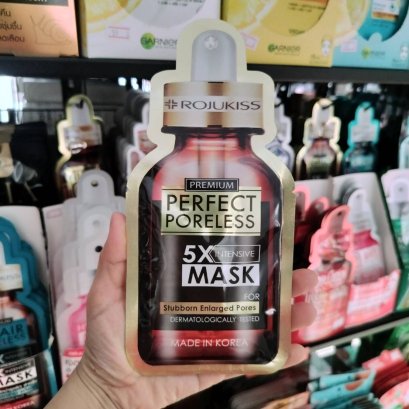 GARNIER
GARNIER
ROJUKISS
PREMIUM
PERFECT
PORELESS
5X INTENSIVE
MASK
FOR
Stubborn Enlarged Pores
DERMATOLOGICALLY TESTED
MADE IN KOREA
MASK